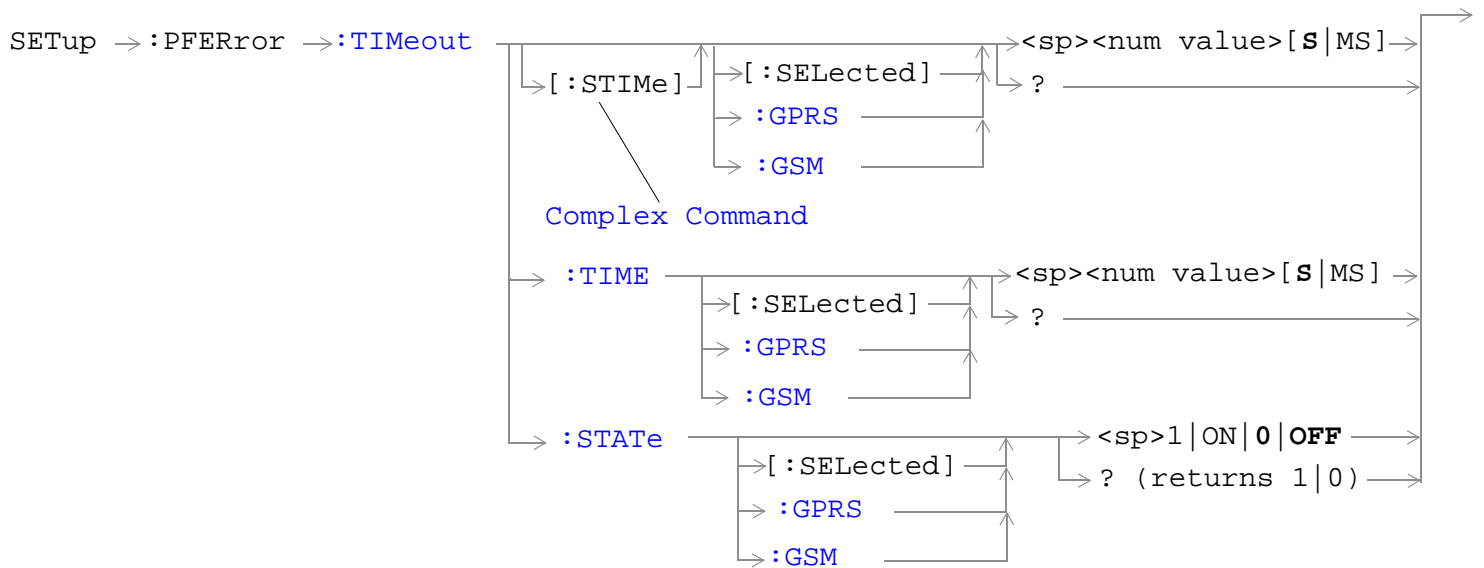 SETup :PFERror :TIMeout <sp><num value>[S|MS]
[:STIMe] [:SELected] ?
:GPRS
:GSM
Complex Command
:TIME <sp><num value>[S|MS]
[:SELected] ?
:GPRS
:GSM
:STATe <sp>1|ON|0|OFF
[:SELected] ? (returns 1|0)
:GPRS
:GSM